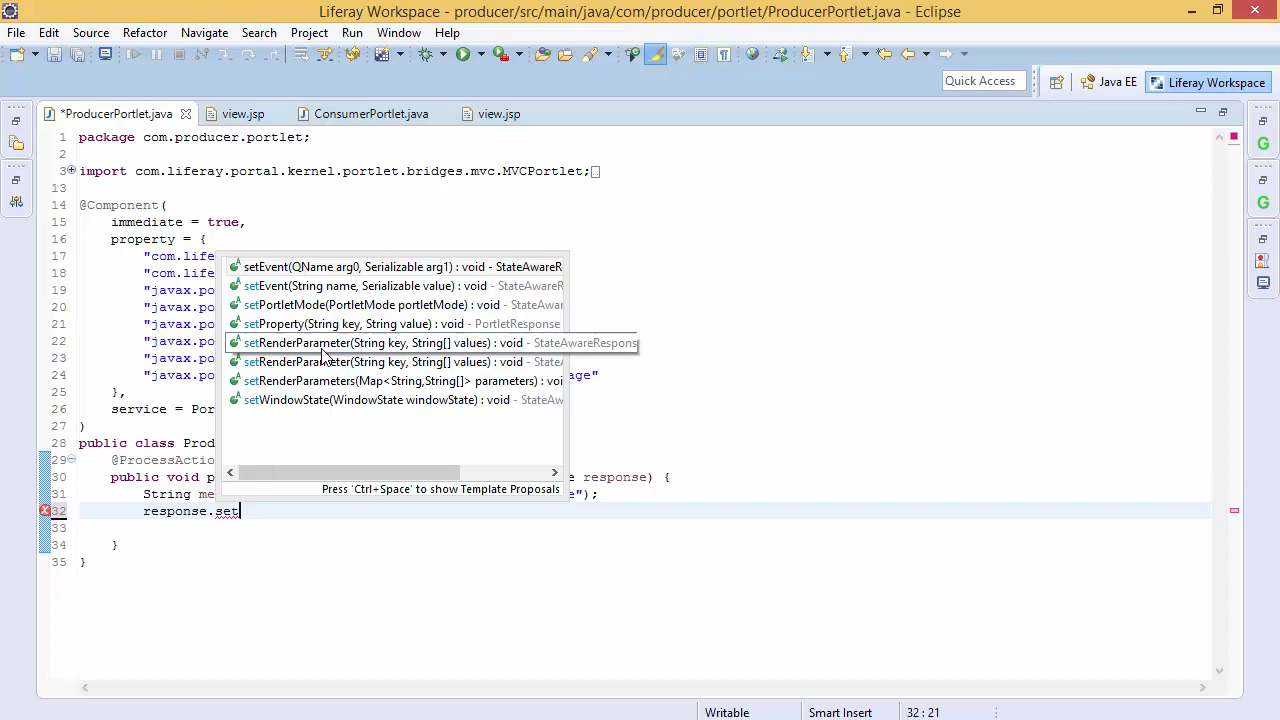 Liferay Workspace - producer/src/main/java/com/producer/portlet/ProducerPortlet.java - Eclipse
File Edit Source Refactor Navigate Search Project Run Window Help
Quick Access Java EE Liferay Workspace
*ProducerPortlet.java view.jsp ConsumerPortlet.java view.jsp
1 package com.producer.portlet;
2
3 import com.liferay.portal.kernel.portlet.bridges.mvc.MVCPortlet;
13
14 @Component(
15 immediate = true,
16 property = {
17 "com.life
18 "com.life
19 "javax.po
20 "javax.po
21 "javax.po
22 "javax.po
23 "javax.po
24 "javax.po age"
25 },
26 service = Por
27 )
28 public class Prod
29 @ProcessAction
30 public void p e response) {
31 String me e");
32 response.set
33
34 }
35 }
setEvent(QName arg0, Serializable arg1) : void - StateAwareR
setEvent(String name, Serializable value) : void - StateAwareR
setPortletMode(PortletMode portletMode) : void - StateAwar
setProperty(String key, String value) : void - PortletResponse
setRenderParameter(String key, String[] values) : void - StateAwareRespons
setRenderParameter(String key, String[] values) : void - StateA
setRenderParameters(Map<String,String[]> parameters) : voi
setWindowState(WindowState windowState) : void - StateAw
Press 'Ctrl+Space' to show Template Proposals
Writable Smart Insert 32 : 21